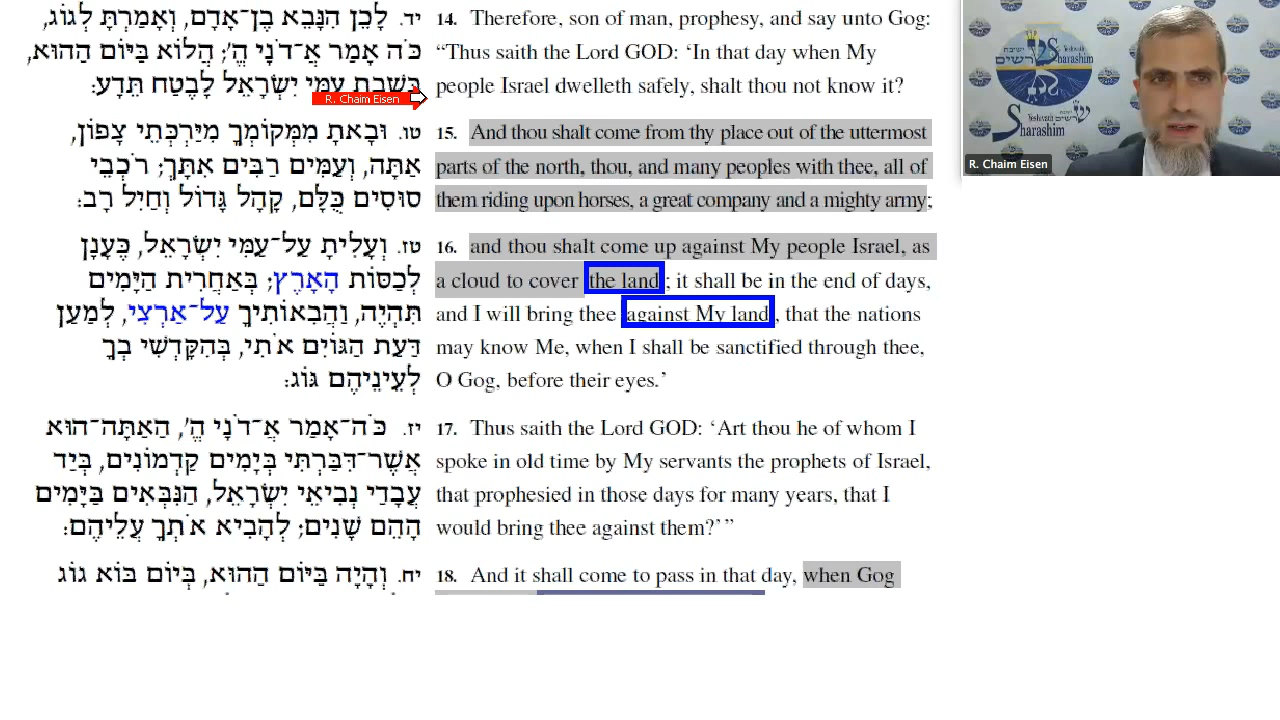 יד. לָכֵן הִנָּבֵא בֶן־אָדָם, וְאָמַרְתָּ לְגוֹג,
כֹּה אָמַר אֲ־דֹנָי הֱ'; הֲלוֹא בַּיּוֹם הַהוּא,
בְּשֶׁבֶת עַמִּי יִשְׂרָאֵל לָבֶטַח תֵּדָע:
R. Chaim Eisen
טו. וּבָאתָ מִמְּקוֹמְךָ מִיַּרְכְּתֵי צָפוֹן,
אַתָּה, וְעַמִּים רַבִּים אִתָּךְ; רֹכְבֵי
סוּסִים כֻּלָּם, קָהָל גָּדוֹל וְחַיִל רָב:
טז. וְעָלִיתָ עַל־עַמִּי יִשְׂרָאֵל, כֶּעָנָן
לְכַסּוֹת הָאָרֶץ; בְּאַחֲרִית הַיָּמִים
תִּהְיֶה, וַהֲבִאוֹתִיךָ עַל־אַרְצִי, לְמַעַן
דַּעַת הַגּוֹיִם אֹתִי, בְּהִקָּדְשִׁי בְךָ
לְעֵינֵיהֶם גּוֹג:
יז. כֹּה־אָמַר אֲ־דֹנָי הֱ', הַאַתָּה־הוּא
אֲשֶׁר־דִּבַּרְתִּי בְּיָמִים קַדְמוֹנִים, בְּיַד
עֲבָדַי נְבִיאֵי יִשְׂרָאֵל, הַנִּבְּאִים בַּיָּמִים
הָהֵם שָׁנִים; לְהָבִיא אֹתְךָ עֲלֵיהֶם:
יח. וְהָיָה בַּיּוֹם הַהוּא, בְּיוֹם בּוֹא גוֹג
14. Therefore, son of man, prophesy, and say unto Gog:
“Thus saith the Lord GOD: ‘In that day when My
people Israel dwelleth safely, shalt thou not know it?
15. And thou shalt come from thy place out of the uttermost
parts of the north, thou, and many peoples with thee, all of
them riding upon horses, a great company and a mighty army;
16. and thou shalt come up against My people Israel, as
a cloud to cover the land; it shall be in the end of days,
and I will bring thee against My land, that the nations
may know Me, when I shall be sanctified through thee,
O Gog, before their eyes.’
17. Thus saith the Lord GOD: ‘Art thou he of whom I
spoke in old time by My servants the prophets of Israel,
that prophesied in those days for many years, that I
would bring thee against them?’”
18. And it shall come to pass in that day, when Gog
ישיבת
שרשים
Yeshivath
Sharashim
Sharashim
R. Chaim Eisen